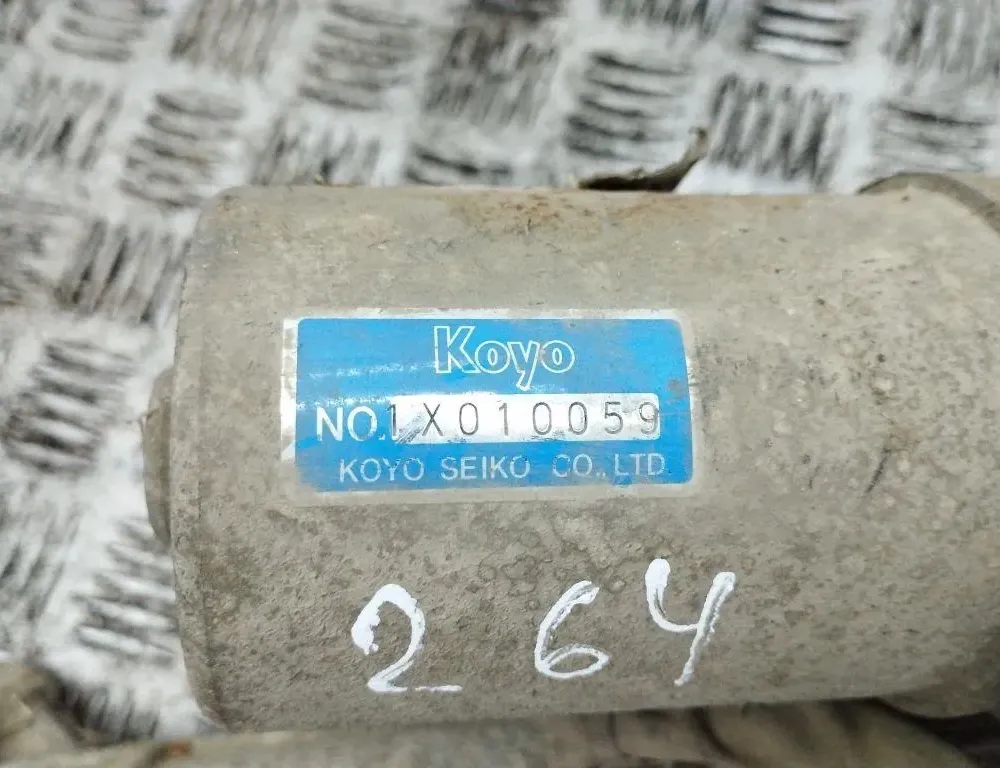 Koyo
NO.1X010059
KOYO SEIKO CO.,LTD.
264